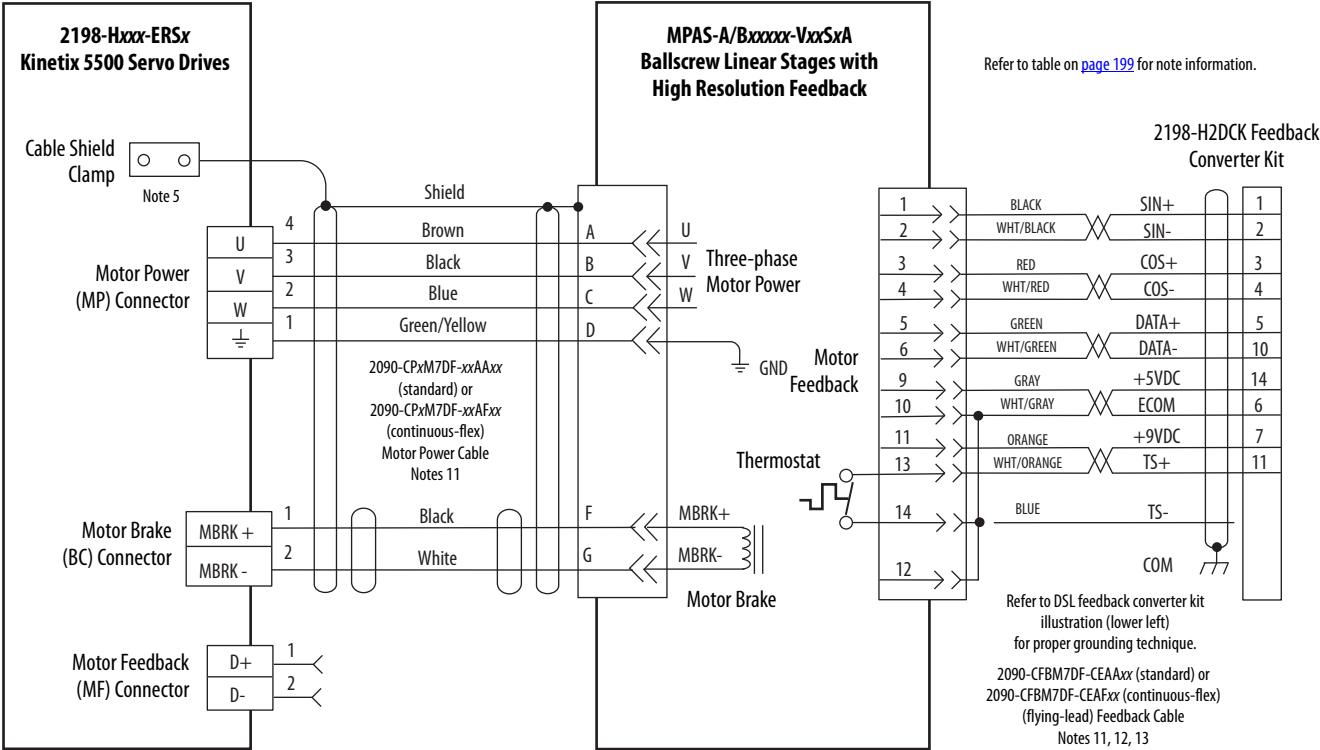 2198-Hxxx-ERSx
Kinetix 5500 Servo Drives
MPAS-A/Bxxxxx-VxxSxA
Ballscrew Linear Stages with
High Resolution Feedback
Refer to table on page 199 for note information.
2198-H2DCK Feedback
Converter Kit
Cable Shield
Clamp
Note 5
Shield
Motor Power
(MP) Connector
U 4 Brown A U
V 3 Black B V
W 2 Blue C W
1 Green/Yellow D
Three-phase
Motor Power
GND
2090-CPxM7DF-xxAAxx
(standard) or
2090-CPxM7DF-xxAFxx
(continuous-flex)
Motor Power Cable
Notes 11
Motor Brake
(BC) Connector
MBRK + 1 Black F MBRK+
MBRK - 2 White G MBRK-
Motor Brake
Motor Feedback
(MF) Connector
D+ 1
D- 2
Motor
Feedback
Thermostat
1 BLACK SIN+ 1
2 WHT/BLACK SIN- 2
3 RED COS+ 3
4 WHT/RED COS- 4
5 GREEN DATA+ 5
6 WHT/GREEN DATA- 10
9 GRAY +5VDC 14
10 WHT/GRAY ECOM 6
11 ORANGE +9VDC 7
13 WHT/ORANGE TS+ 11
14 BLUE TS-
12
COM
Refer to DSL feedback converter kit
illustration (lower left)
for proper grounding technique.
2090-CFBM7DF-CEAAxx (standard) or
2090-CFBM7DF-CEAFxx (continuous-flex)
(flying-lead) Feedback Cable
Notes 11, 12, 13